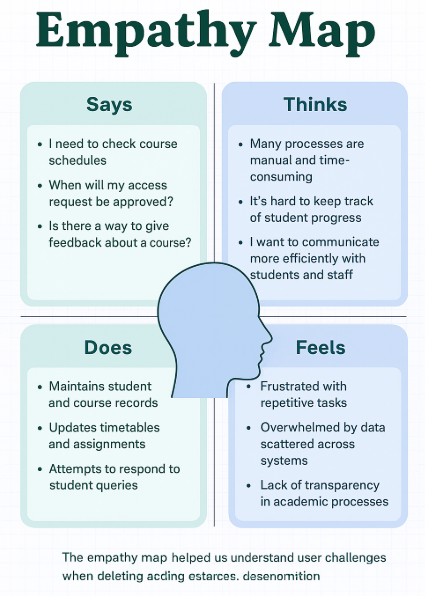 Empathy Map
Says
• I need to check course
schedules
• When will my access
request be approved?
• Is there a way to give
feedback about a course?
Thinks
• Many processes are
manual and time-
consuming
• It's hard to keep track
of student progress
• I want to communicate
more efficiently with
students and staff
Does
• Maintains student
and course records
• Updates timetables
and assignments
• Attempts to respond to
student queries
Feels
• Frustrated with
repetitive tasks
• Overwhelmed by data
scattered across
systems
• Lack of transparency
in academic processes
The empathy map helped us understand user challenges
when deleting acding estarces. desenomition